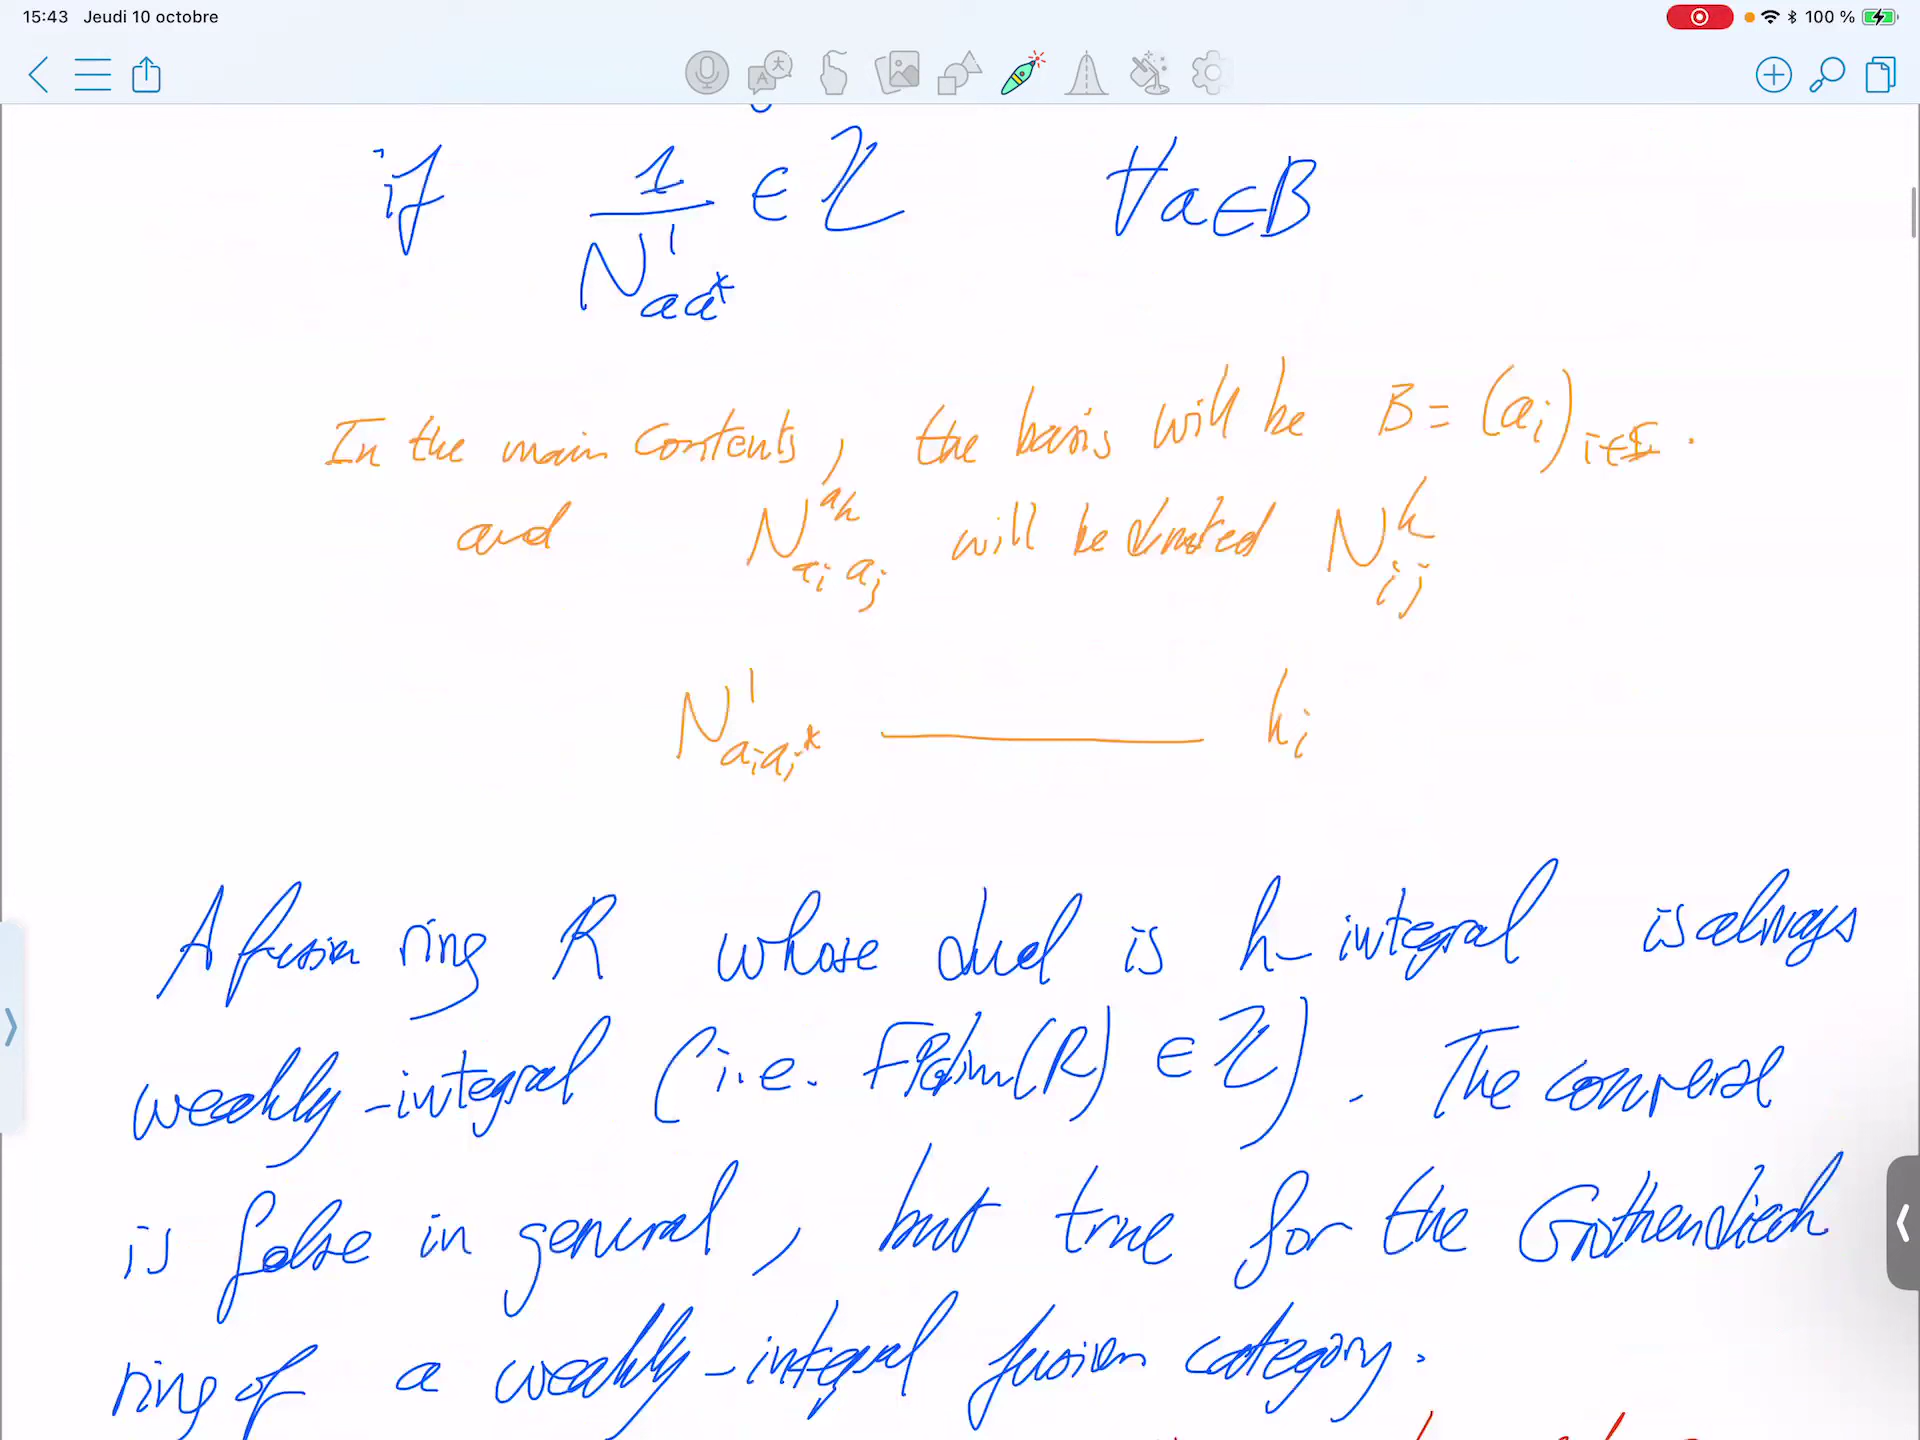 15:43 Jeudi 10 octobre 100 %
if 1/N^1_{aa*} ∈ ℤ ∀a∈B
In the main contents, the basis will be B = (a_i)_{i∈I}.
and N^{a_k}_{a_i a_j} will be denoted N^k_{ij}
N^1_{a_i a_i*} ——— h_i
A fusion ring R whose dual is h-integral is always
weakly-integral (i.e. FPdim(R) ∈ ℤ). The converse
is false in general, but true for the Grothendieck
ring of a weakly-integral fusion category.